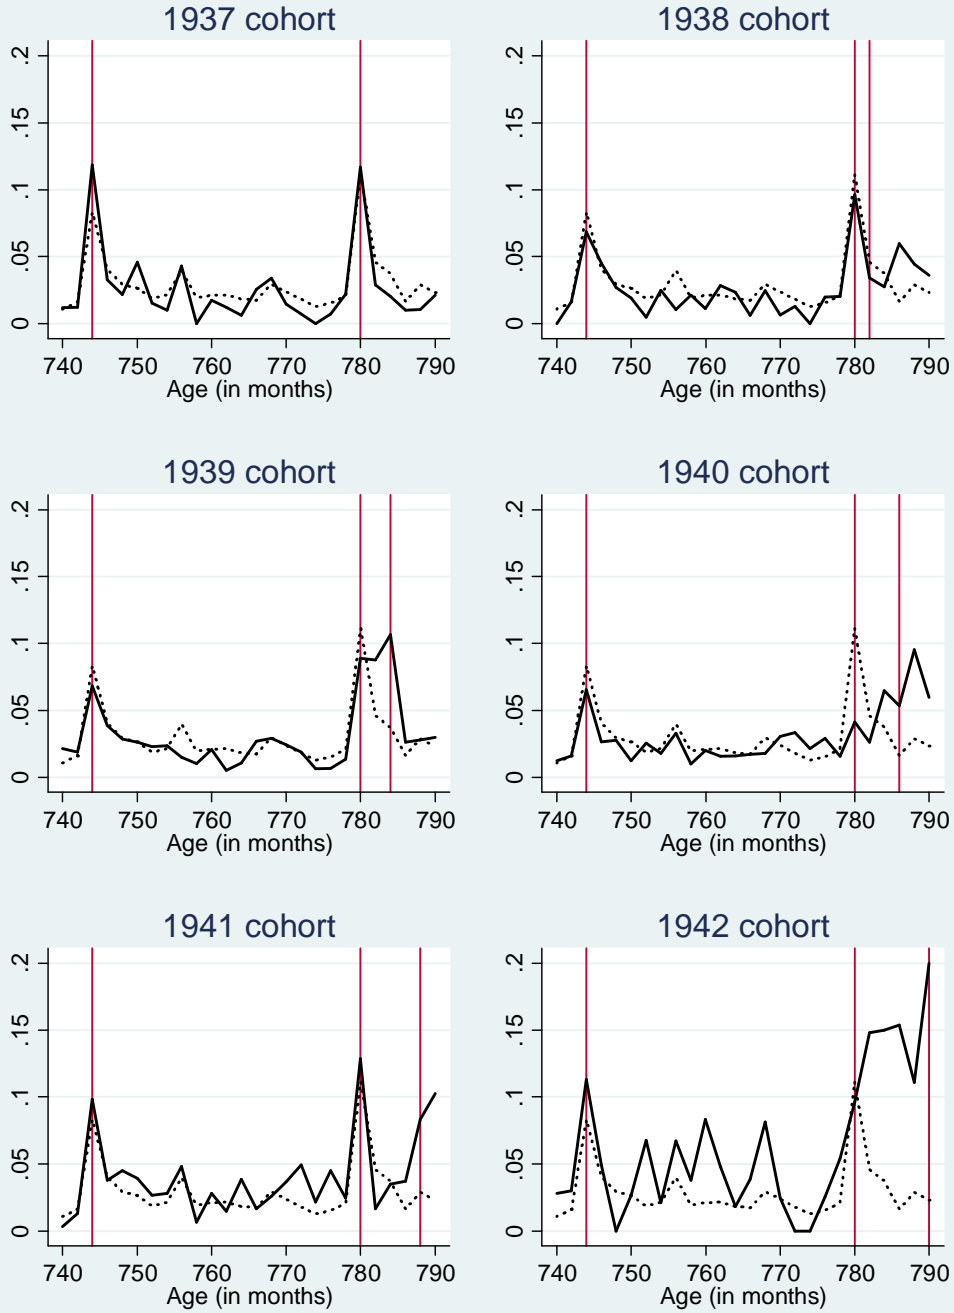 1937 cohort
.2
.15
.1
.05
0
740 750 760 770 780 790
Age (in months)
1938 cohort
.2
.15
.1
.05
0
740 750 760 770 780 790
Age (in months)
1939 cohort
.2
.15
.1
.05
0
740 750 760 770 780 790
Age (in months)
1940 cohort
.2
.15
.1
.05
0
740 750 760 770 780 790
Age (in months)
1941 cohort
.2
.15
.1
.05
0
740 750 760 770 780 790
Age (in months)
1942 cohort
.2
.15
.1
.05
0
740 750 760 770 780 790
Age (in months)